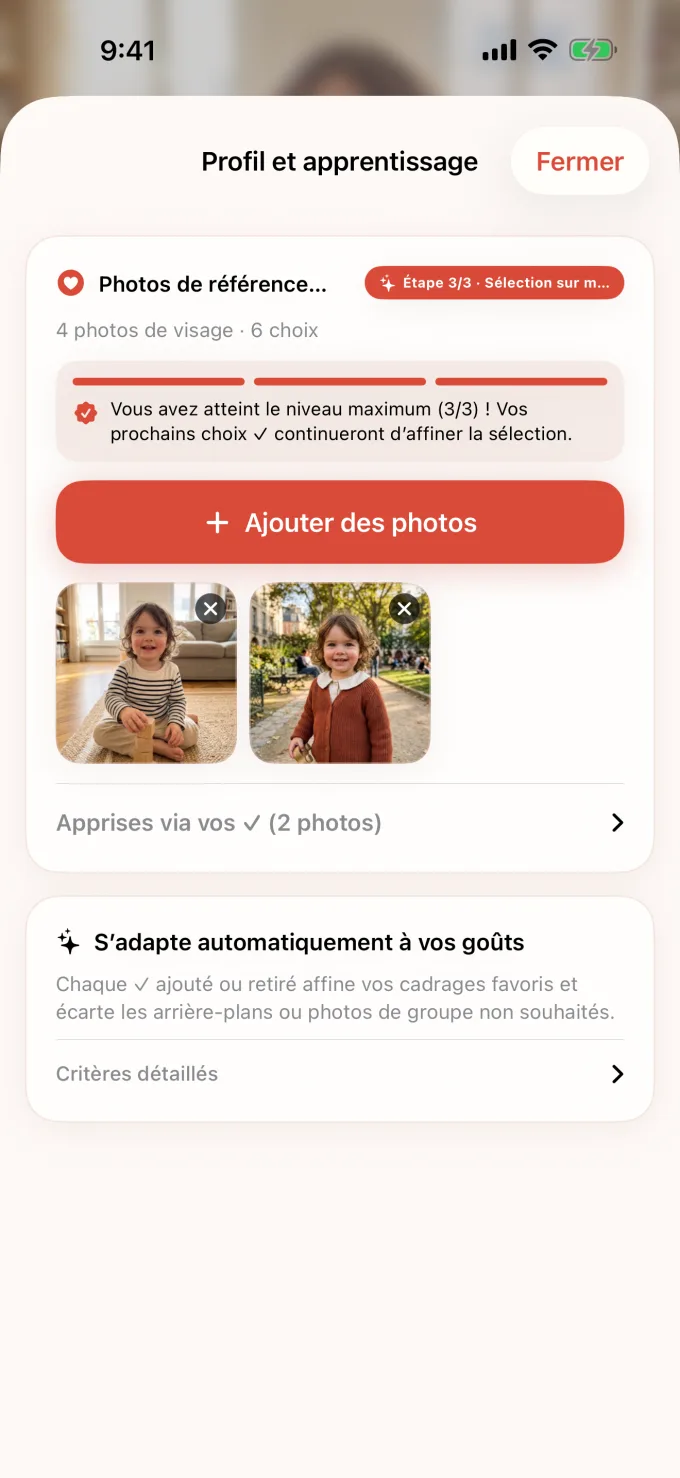 9:41
Profil et apprentissage
Fermer
Photos de référence...
Étape 3/3 · Sélection sur m...
4 photos de visage · 6 choix
Vous avez atteint le niveau maximum (3/3) ! Vos
prochains choix ✓ continueront d’affiner la sélection.
+ Ajouter des photos
Apprises via vos ✓ (2 photos)
S’adapte automatiquement à vos goûts
Chaque ✓ ajouté ou retiré affine vos cadrages favoris et
écarte les arrière-plans ou photos de groupe non souhaités.
Critères détaillés